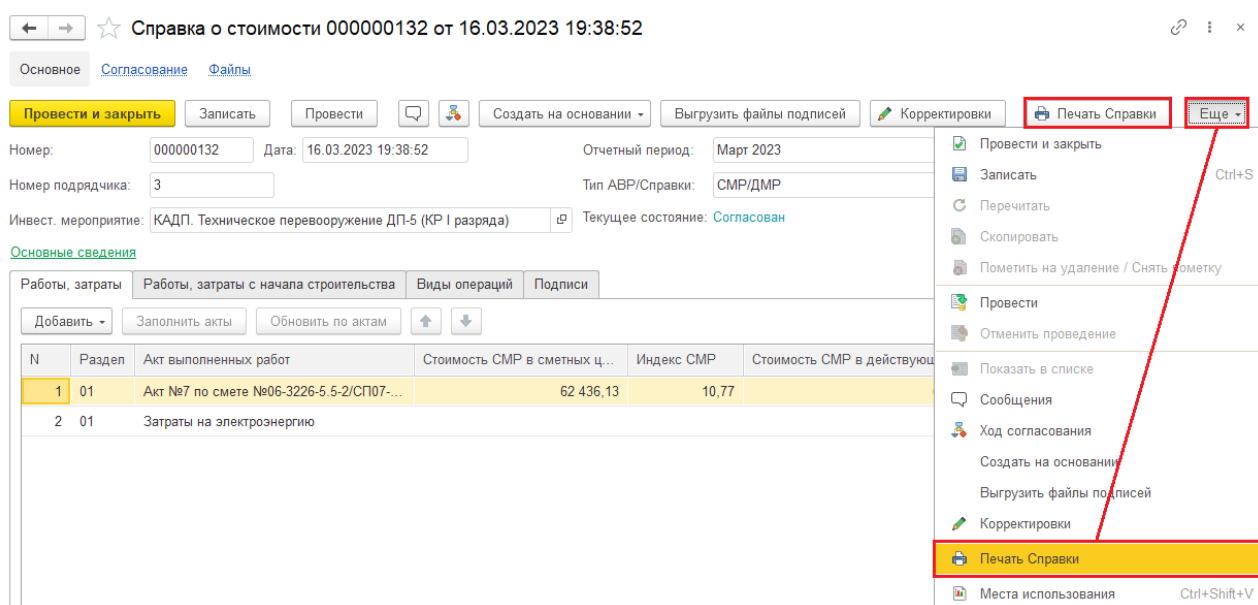 Справка о стоимости 000000132 от 16.03.2023 19:38:52
Основное Согласование Файлы
Провести и закрыть Записать Провести Создать на основании Выгрузить файлы подписей Корректировки Печать Справки Еще
Номер: 000000132 Дата: 16.03.2023 19:38:52 Отчетный период: Март 2023
Номер подрядчика: 3 Тип АВР/Справки: СМР/ДМР
Инвест. мероприятие: КАДП. Техническое перевооружение ДП-5 (КР I разряда) Текущее состояние: Согласован
Основные сведения
Работы, затраты Работы, затраты с начала строительства Виды операций Подписи
Добавить Заполнить акты Обновить по актам
N Раздел Акт выполненных работ Стоимость СМР в сметных ц... Индекс СМР Стоимость СМР в действующ
1 01 Акт №7 по смете №06-3226-5.5-2/СП07-... 62 436,13 10,77
2 01 Затраты на электроэнергию
Провести и закрыть
Записать Ctrl+S
Перечитать
Скопировать
Пометить на удаление / Снять пометку
Провести
Отменить проведение
Показать в списке
Сообщения
Ход согласования
Создать на основании
Выгрузить файлы подписей
Корректировки
Печать Справки
Места использования Ctrl+Shift+V